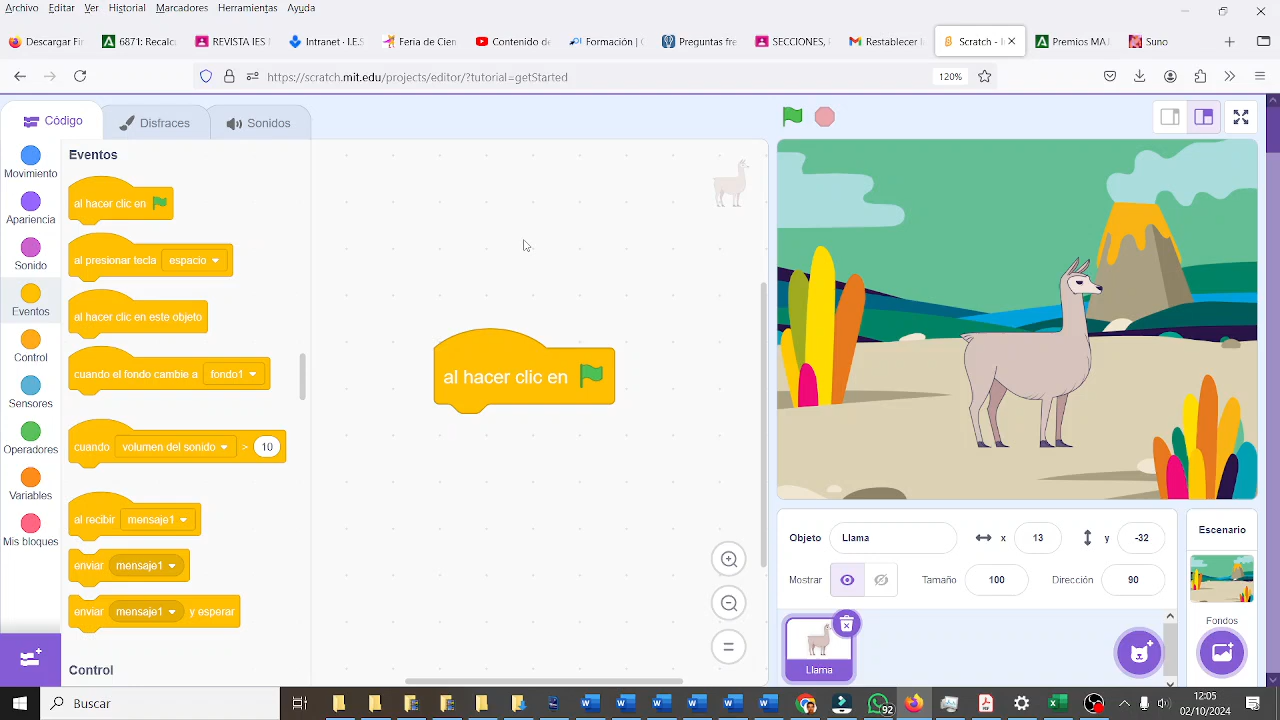 Archivo Editar Ver Historial Marcadores Herramientas Ayuda
Descargar Fir
6871: Recalc
REVISTA IES
Intranet - I.E.S
Feria de Cien
Contenido de
Formación | C
Preguntas fre
SECCISIES,
Restablecer I
Scratch - I
Premios MA.
Suno
https://scratch.mit.edu/projects/editor/?tutorial=getStarted
120%
Código
Disfraces
Sonidos
Movimiento
Apariencia
Sonido
Eventos
Control
Sensores
Operadores
Variables
Mis bloques
Eventos
al hacer clic en
al presionar tecla espacio
al hacer clic en este objeto
cuando el fondo cambie a fondo1
cuando volumen del sonido > 10
al recibir mensaje1
enviar mensaje1
enviar mensaje1 y esperar
Control
al hacer clic en
Objeto Llama x 13 y -32
Mostrar Tamaño 100 Dirección 90
Llama
Escenario
Fondos
Buscar
92
12:05
02/10/2024